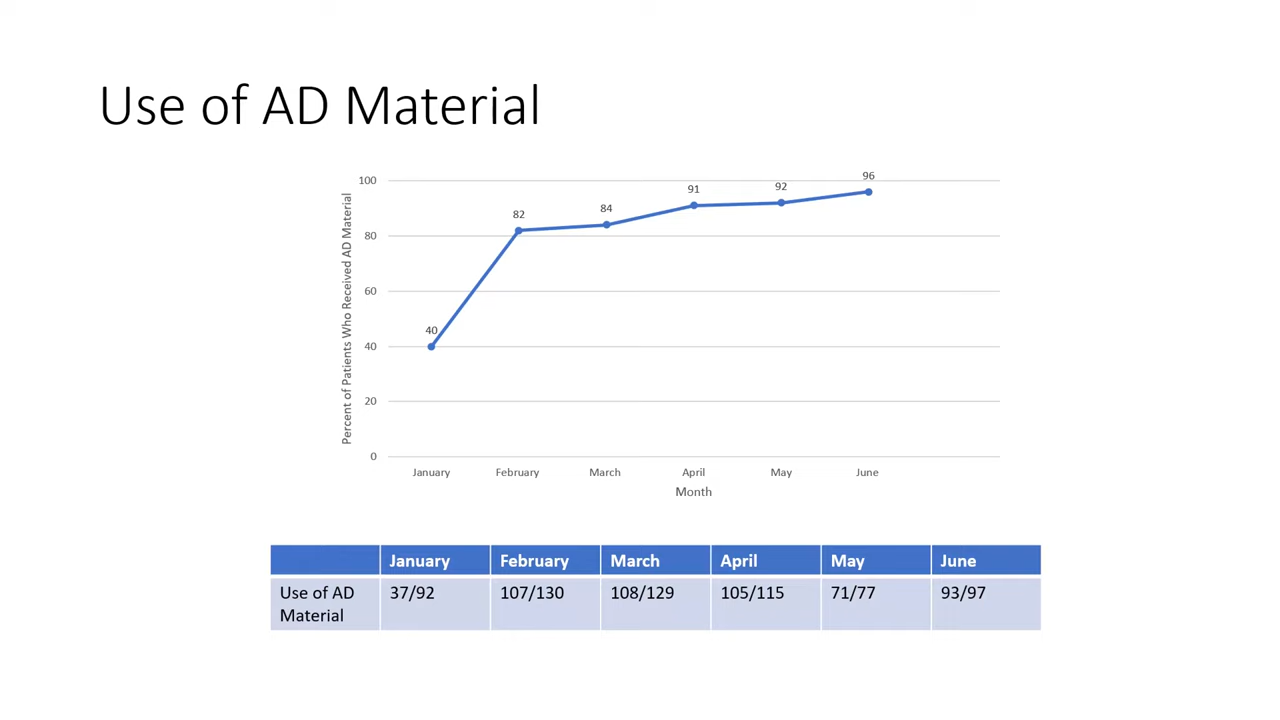 Use of AD Material
Percent of Patients Who Received AD Material
100
80
60
40
20
0
40
82
84
91
92
96
January February March April May June
Month
January February March April May June
Use of AD Material 37/92 107/130 108/129 105/115 71/77 93/97